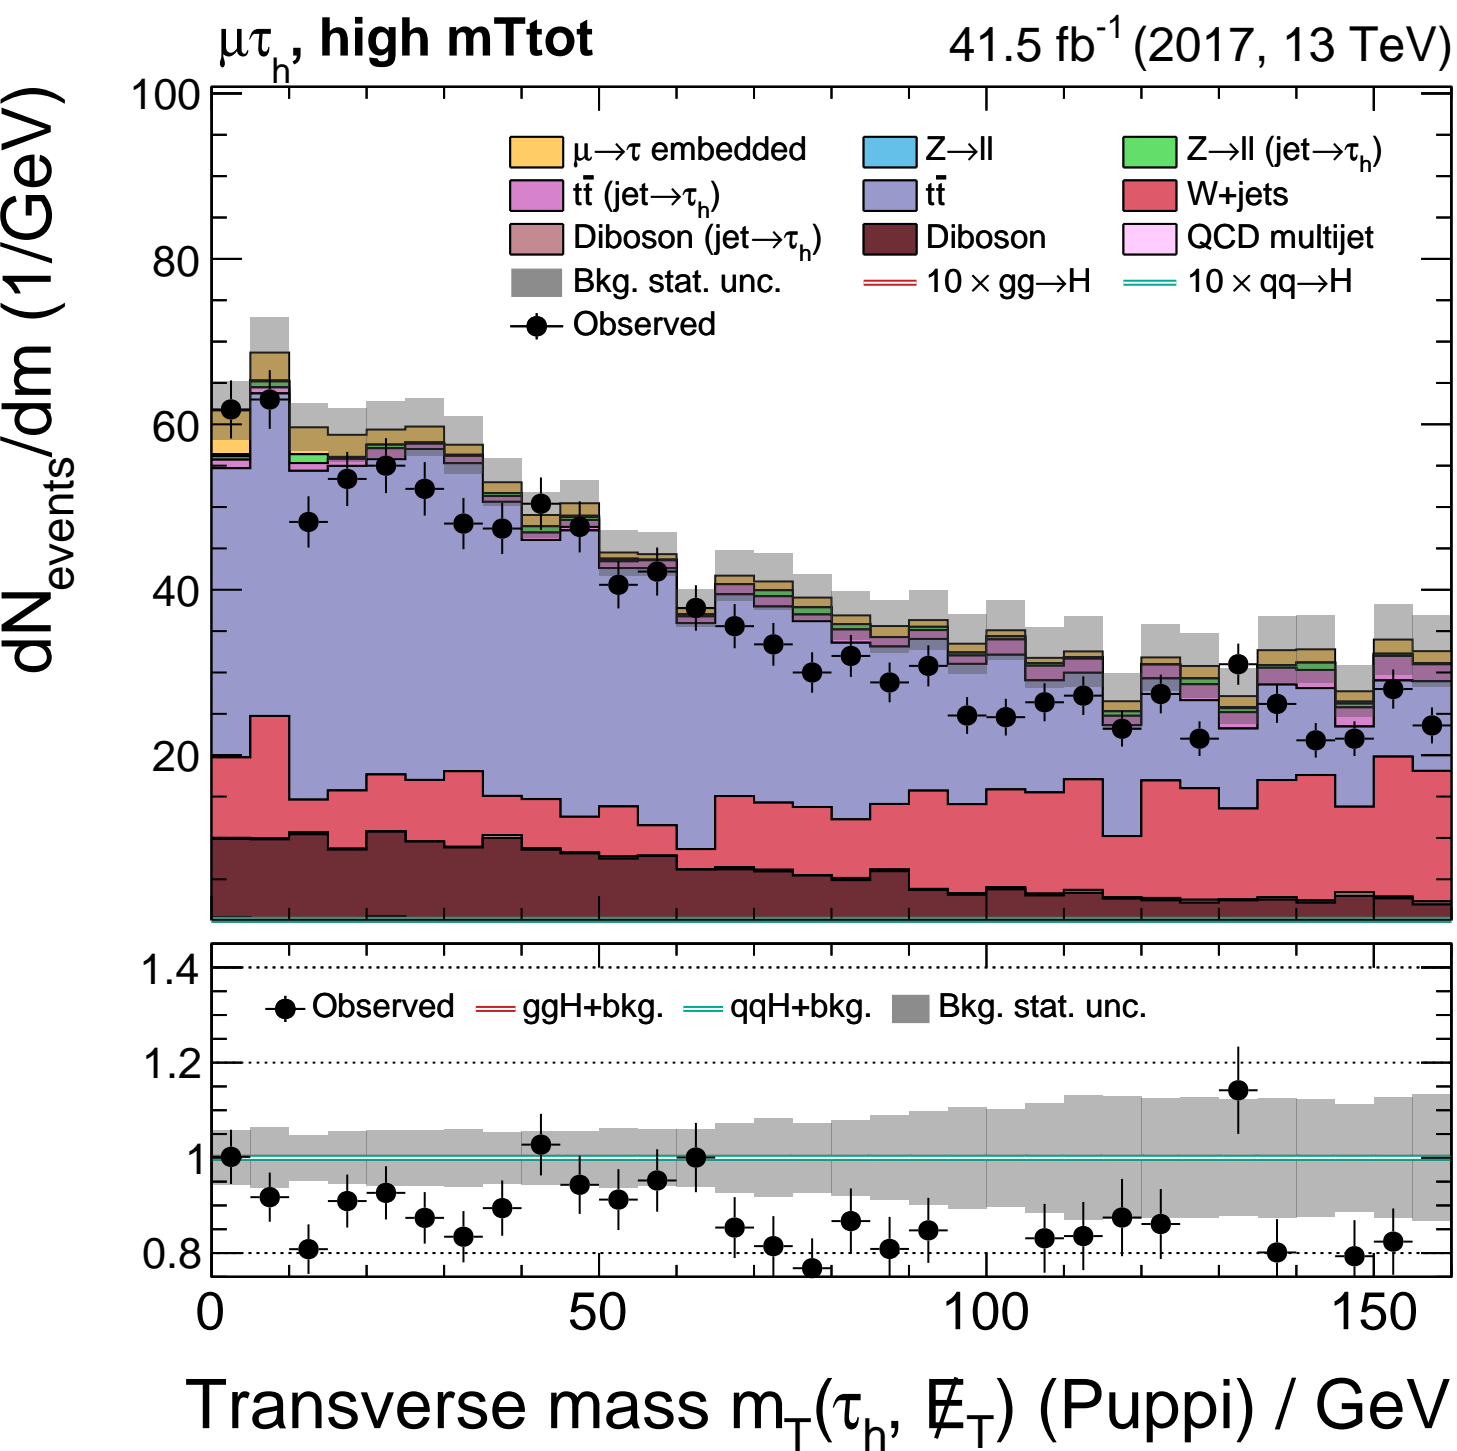 μτh, high mTtot
41.5 fb-1 (2017, 13 TeV)
dNevents/dm (1/GeV)
100
80
60
40
20
μ→τ embedded
Z→ll
Z→ll (jet→τh)
tt̄ (jet→τh)
tt̄
W+jets
Diboson (jet→τh)
Diboson
QCD multijet
Bkg. stat. unc.
10 × gg→H
10 × qq→H
Observed
1.4
1.2
1
0.8
Observed
ggH+bkg.
qqH+bkg.
Bkg. stat. unc.
0
50
100
150
Transverse mass mT(τh, E̸T) (Puppi) / GeV